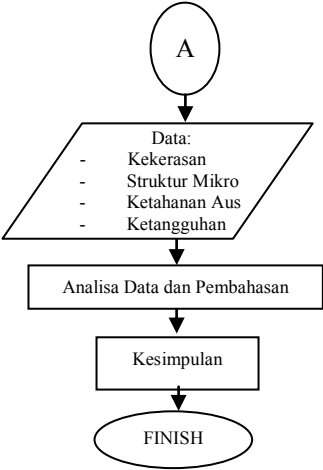 A
Data:
- Kekerasan
- Struktur Mikro
- Ketahanan Aus
- Ketangguhan
Analisa Data dan Pembahasan
Kesimpulan
FINISH